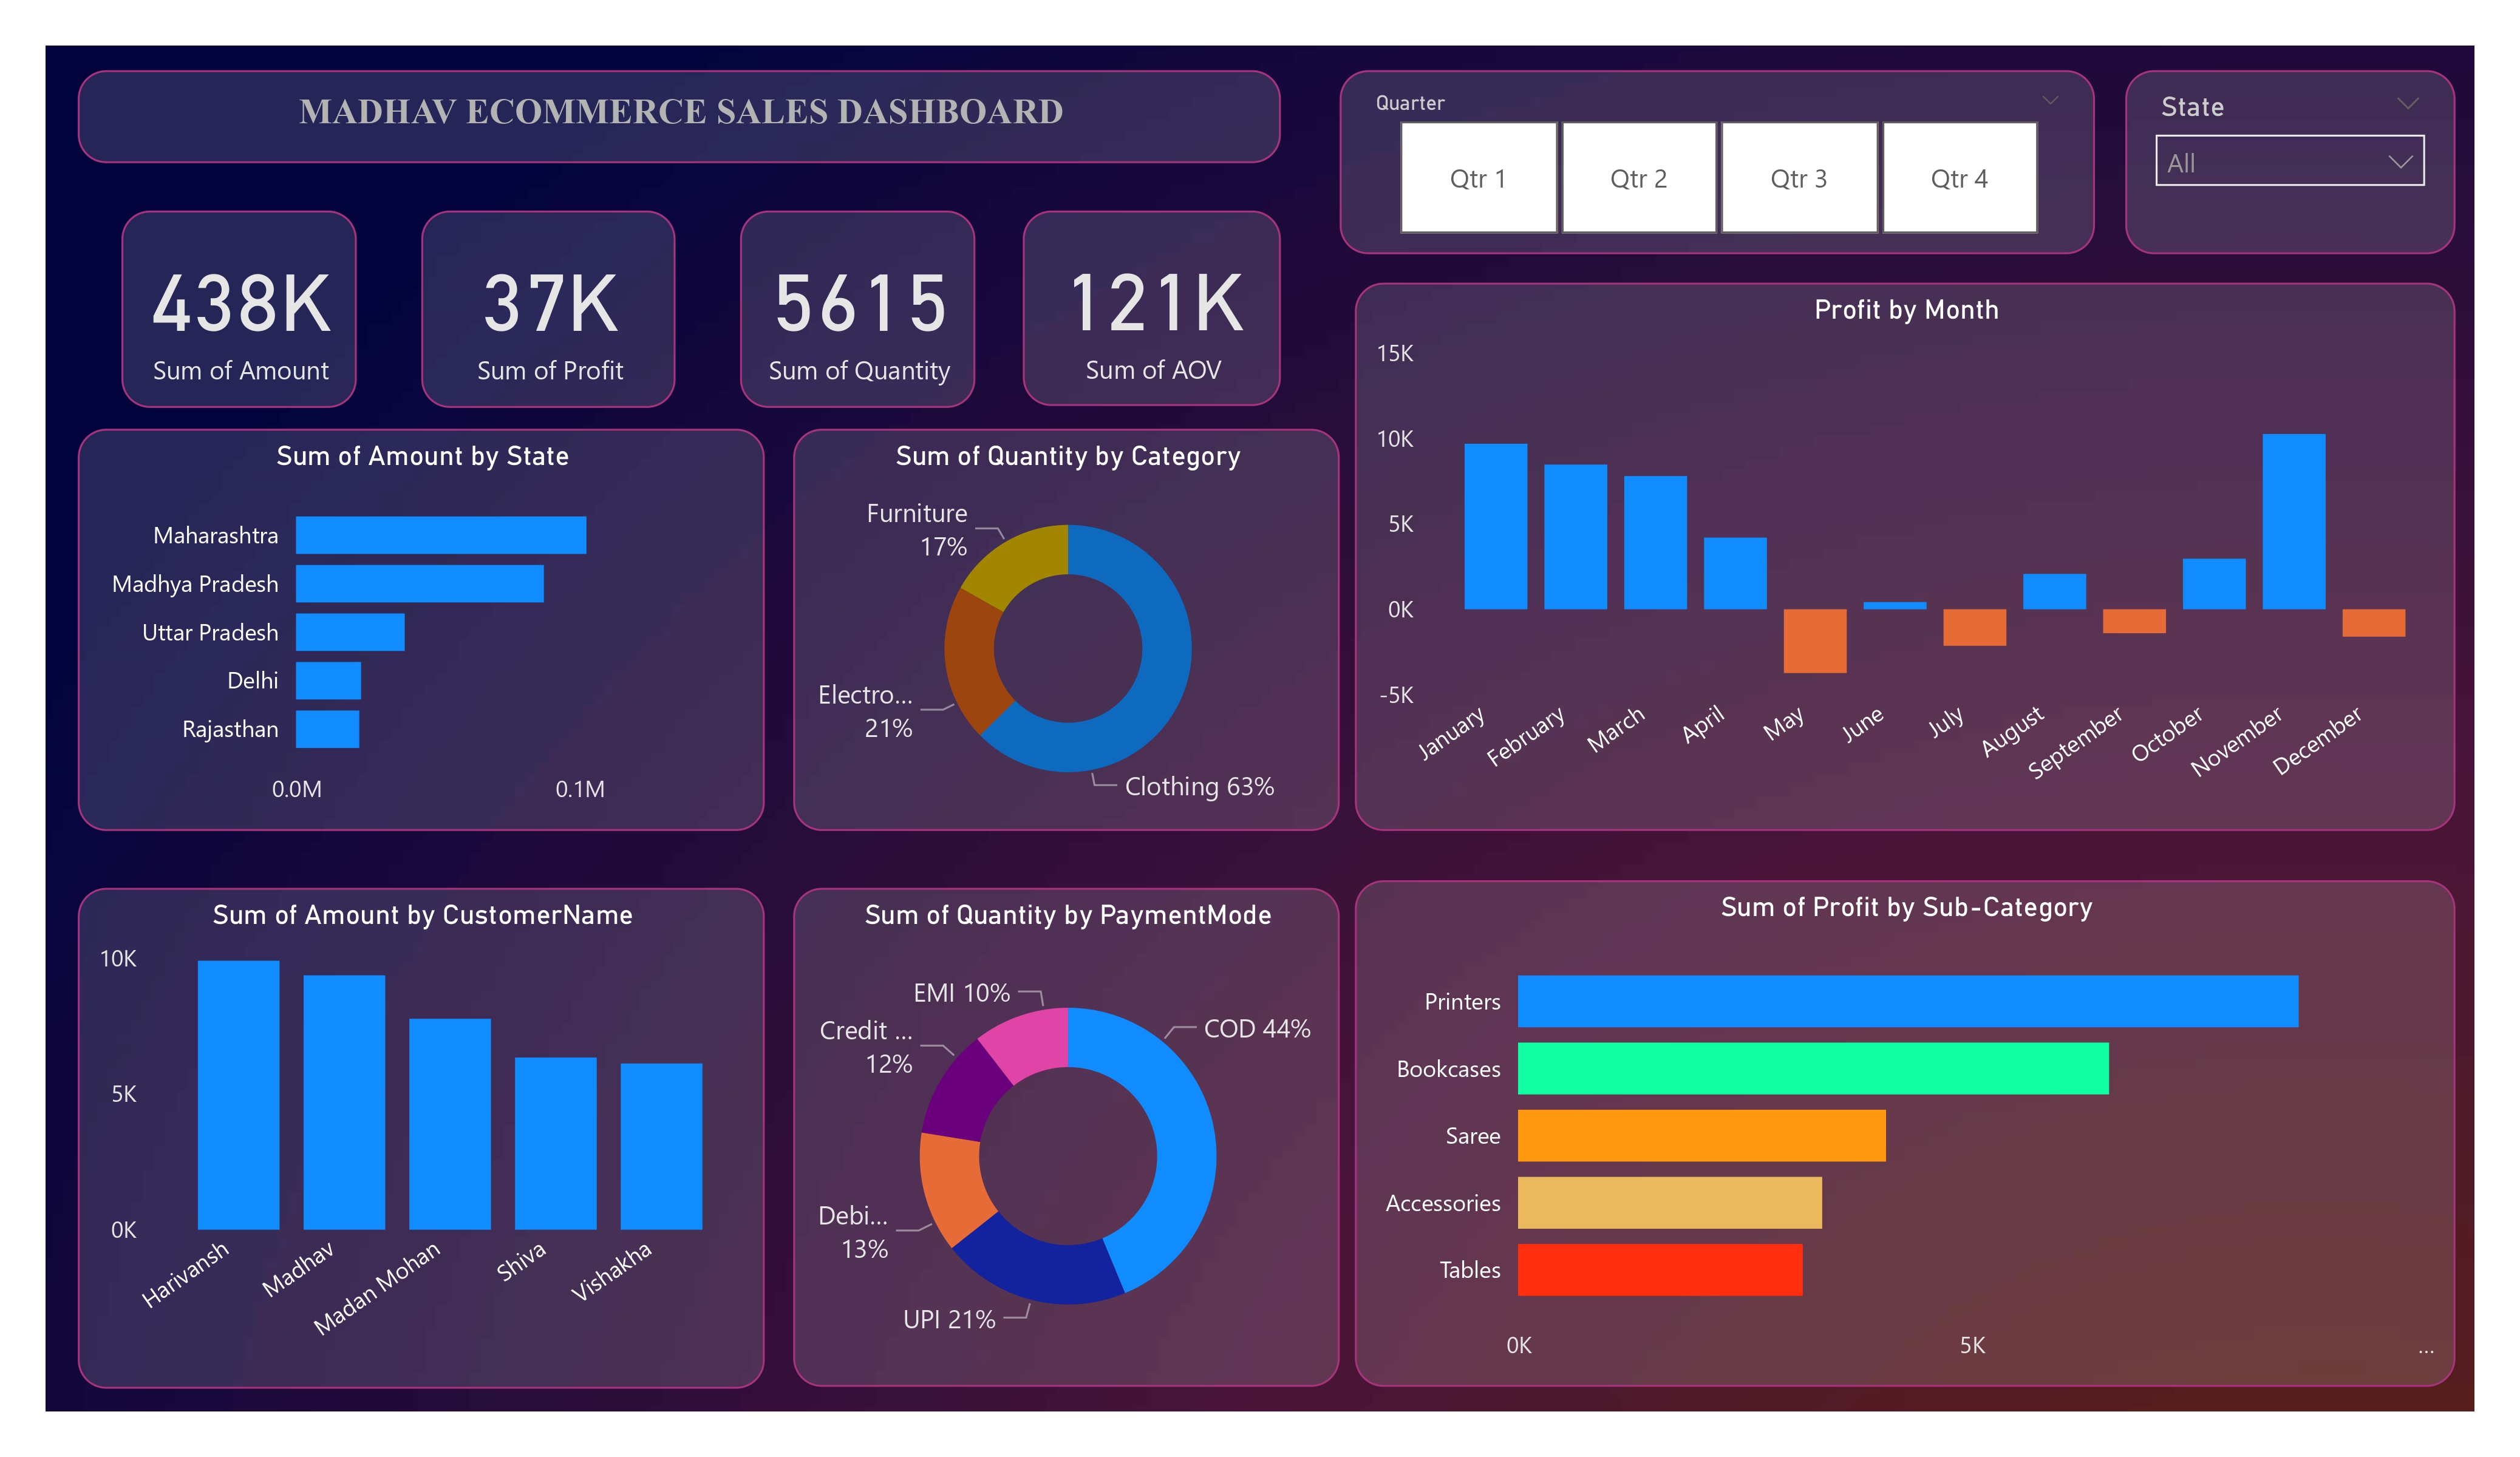 MADHAV ECOMMERCE SALES DASHBOARD
Quarter
Qtr 1 Qtr 2 Qtr 3 Qtr 4
State
All
438K
Sum of Amount
37K
Sum of Profit
5615
Sum of Quantity
121K
Sum of AOV
Sum of Amount by State
Maharashtra
Madhya Pradesh
Uttar Pradesh
Delhi
Rajasthan
0.0M 0.1M
Sum of Quantity by Category
Furniture
17%
Electro...
21%
Clothing 63%
Profit by Month
15K
10K
5K
0K
-5K
January February March April May June July August September October November December
Sum of Amount by CustomerName
10K
5K
0K
Harivansh Madhav Madan Mohan Shiva Vishakha
Sum of Quantity by PaymentMode
EMI 10%
COD 44%
Credit ...
12%
Debi...
13%
UPI 21%
Sum of Profit by Sub-Category
Printers
Bookcases
Saree
Accessories
Tables
0K 5K ...